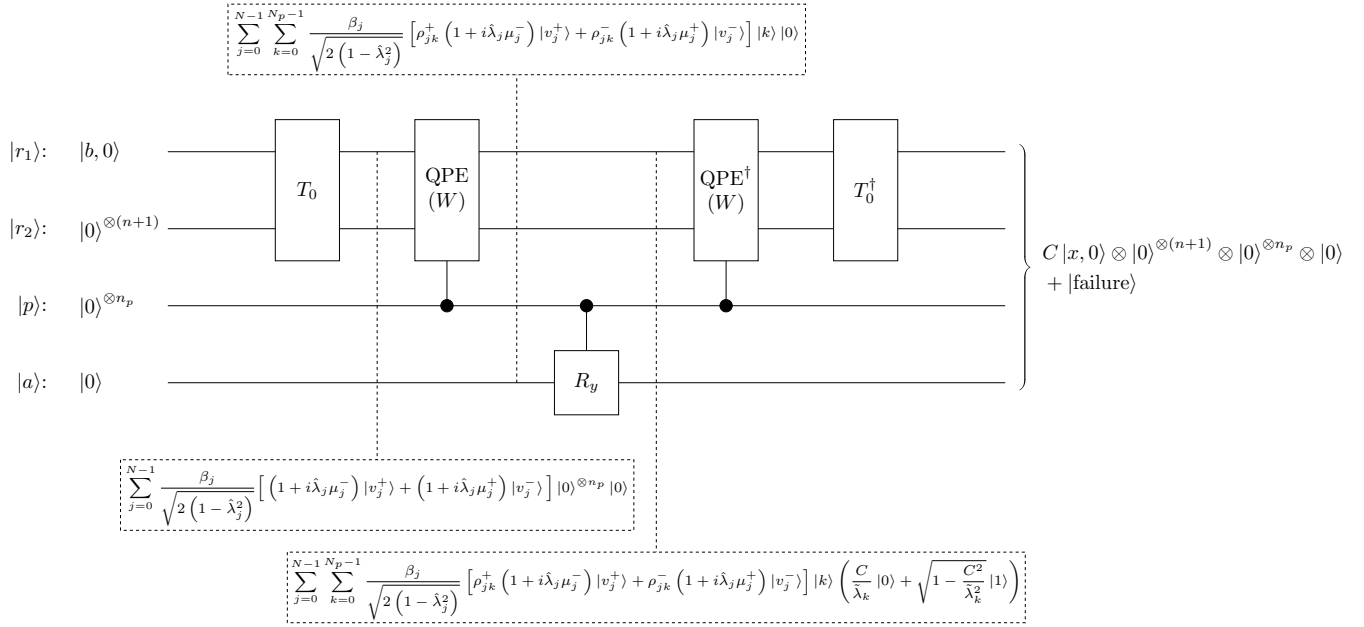 $\sum_{j=0}^{N-1} \sum_{k=0}^{N_p-1} \frac{\beta_j}{\sqrt{2\left(1-\hat{\lambda}_j^2\right)}} \left[\rho_{jk}^+ \left(1+i\hat{\lambda}_j\mu_j^-\right)|v_j^+\rangle + \rho_{jk}^- \left(1+i\hat{\lambda}_j\mu_j^+\right)|v_j^-\rangle\right]|k\rangle|0\rangle$
$|r_1\rangle$: $|b,0\rangle$
$T_0$
QPE
$(W)$
QPE$^\dagger$
$(W)$
$T_0^\dagger$
$|r_2\rangle$: $|0\rangle^{\otimes(n+1)}$
$|p\rangle$: $|0\rangle^{\otimes n_p}$
$|a\rangle$: $|0\rangle$
$R_y$
$C|x,0\rangle \otimes |0\rangle^{\otimes(n+1)} \otimes |0\rangle^{\otimes n_p} \otimes |0\rangle$
$+ |\text{failure}\rangle$
$\sum_{j=0}^{N-1} \frac{\beta_j}{\sqrt{2\left(1-\hat{\lambda}_j^2\right)}} \left[\left(1+i\hat{\lambda}_j\mu_j^-\right)|v_j^+\rangle + \left(1+i\hat{\lambda}_j\mu_j^+\right)|v_j^-\rangle\right]|0\rangle^{\otimes n_p}|0\rangle$
$\sum_{j=0}^{N-1} \sum_{k=0}^{N_p-1} \frac{\beta_j}{\sqrt{2\left(1-\hat{\lambda}_j^2\right)}} \left[\rho_{jk}^+ \left(1+i\hat{\lambda}_j\mu_j^-\right)|v_j^+\rangle + \rho_{jk}^- \left(1+i\hat{\lambda}_j\mu_j^+\right)|v_j^-\rangle\right]|k\rangle\left(\frac{C}{\tilde{\lambda}_k}|0\rangle + \sqrt{1-\frac{C^2}{\tilde{\lambda}_k^2}}|1\rangle\right)$